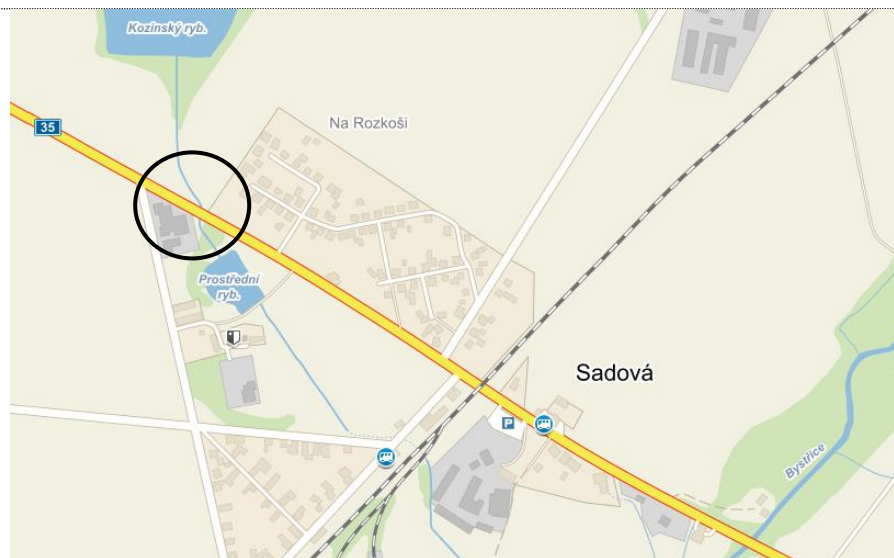 Kozinský ryb.
35
Na Rozkoši
Prostřední
ryb.
Sadová
P
Bystřice